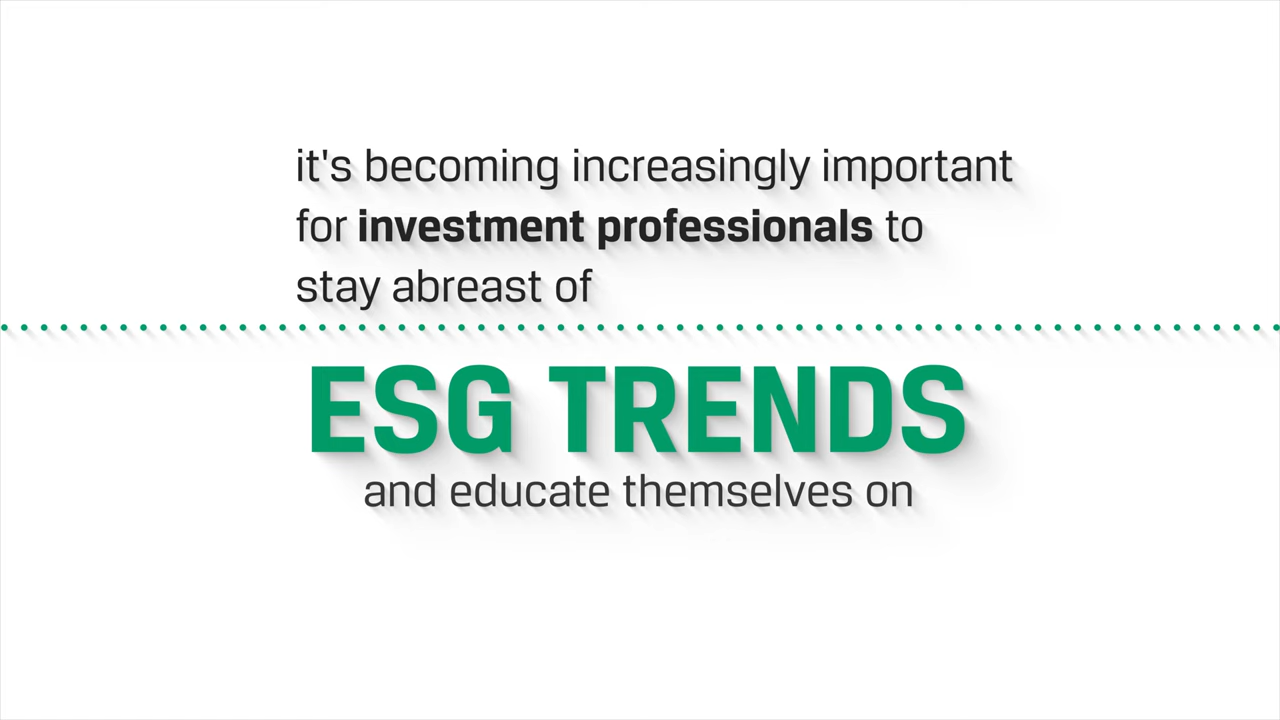 it's becoming increasingly important
for investment professionals to
stay abreast of
ESG TRENDS
and educate themselves on